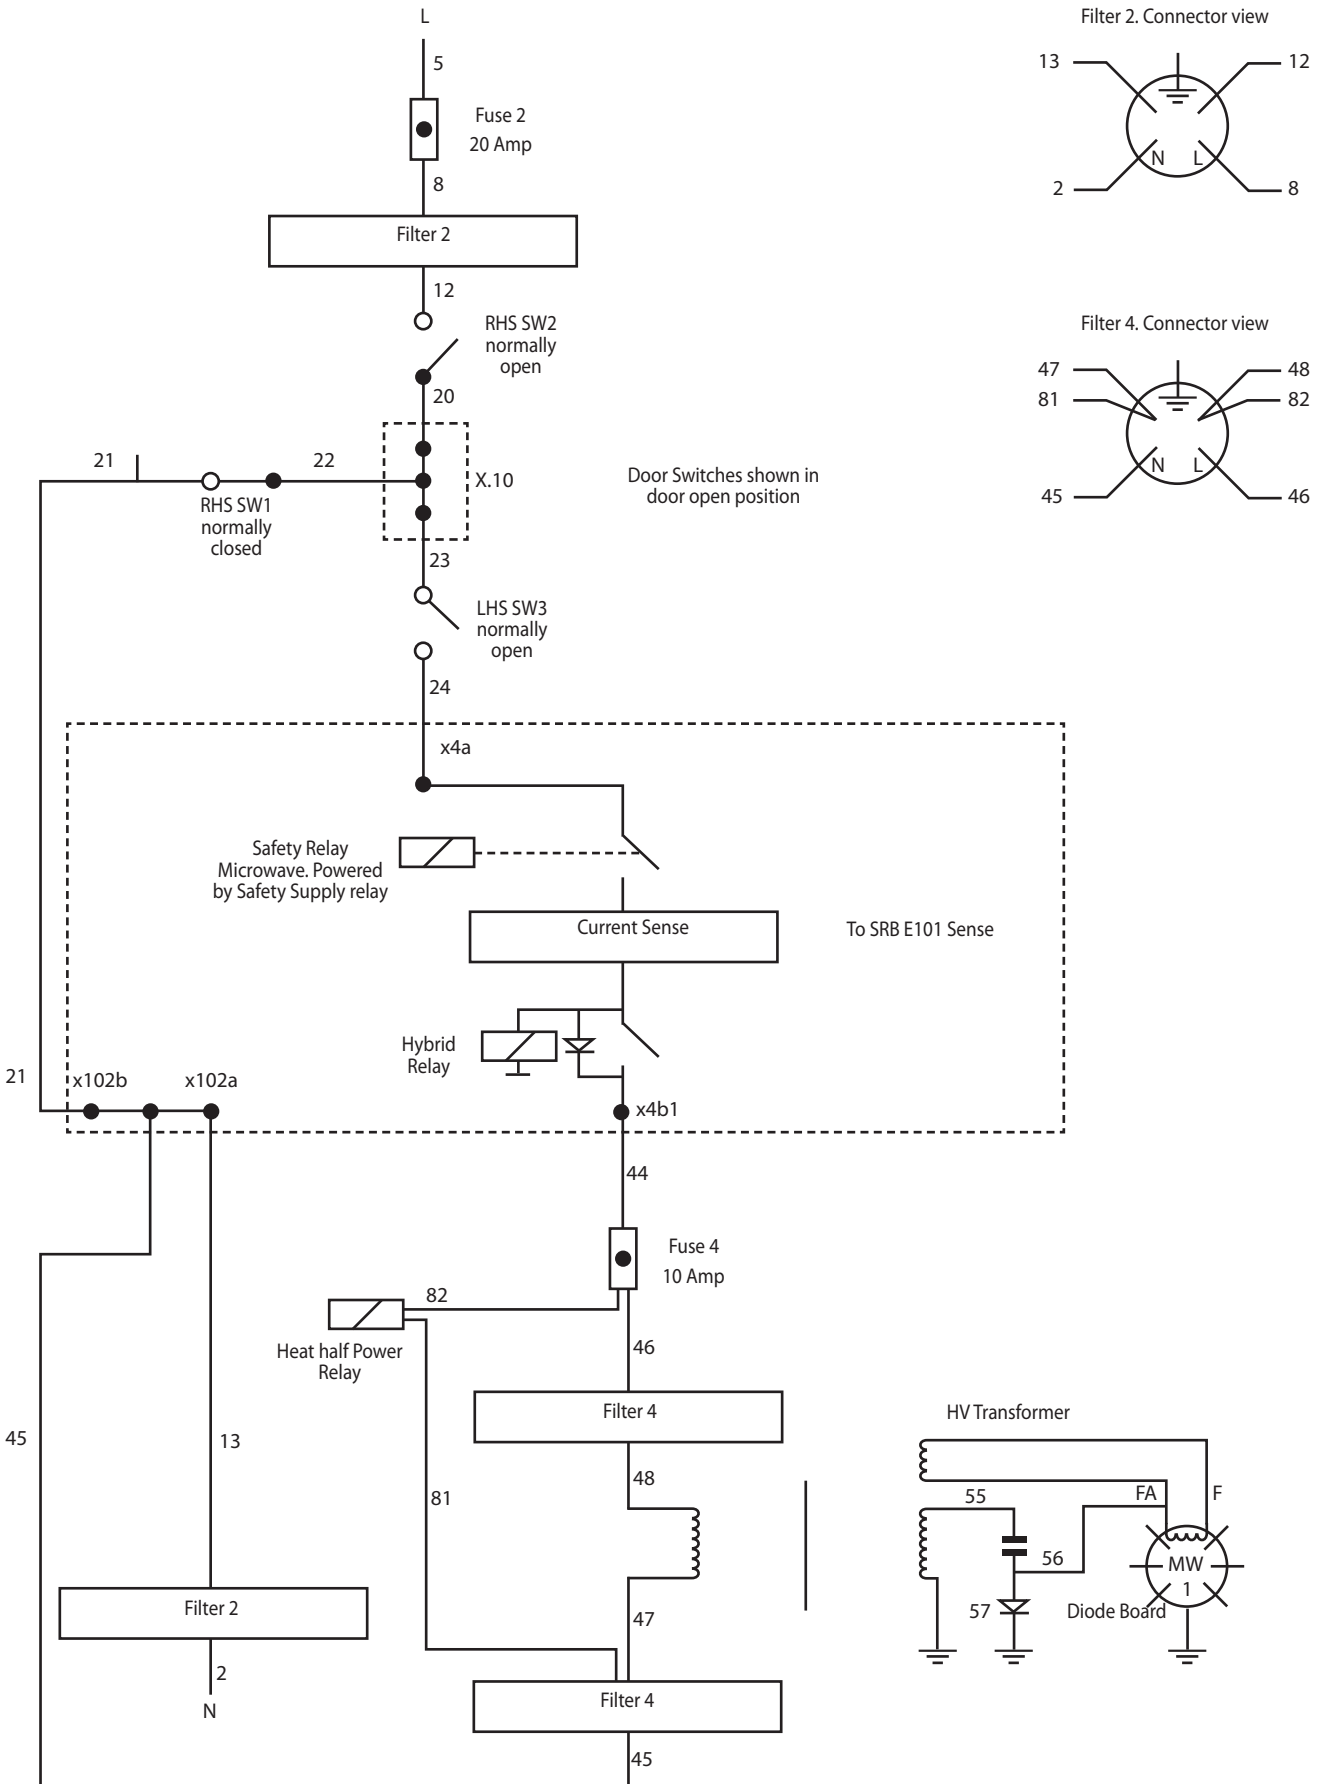 L
Filter 2. Connector view
5
13
12
Fuse 2
20 Amp
N
L
8
2
8
Filter 2
12
RHS SW2
normally
open
Filter 4. Connector view
47
48
81
82
20
21
22
X.10
Door Switches shown in
door open position
N
L
45
46
RHS SW1
normally
closed
23
LHS SW3
normally
open
24
x4a
Safety Relay
Microwave. Powered
by Safety Supply relay
Current Sense
To SRB E101 Sense
Hybrid
Relay
21
x102b
x102a
x4b1
44
Fuse 4
10 Amp
82
Heat half Power
Relay
46
Filter 4
HV Transformer
45
13
48
81
55
FA
F
56
MW
1
57
Diode Board
Filter 2
47
2
N
Filter 4
45